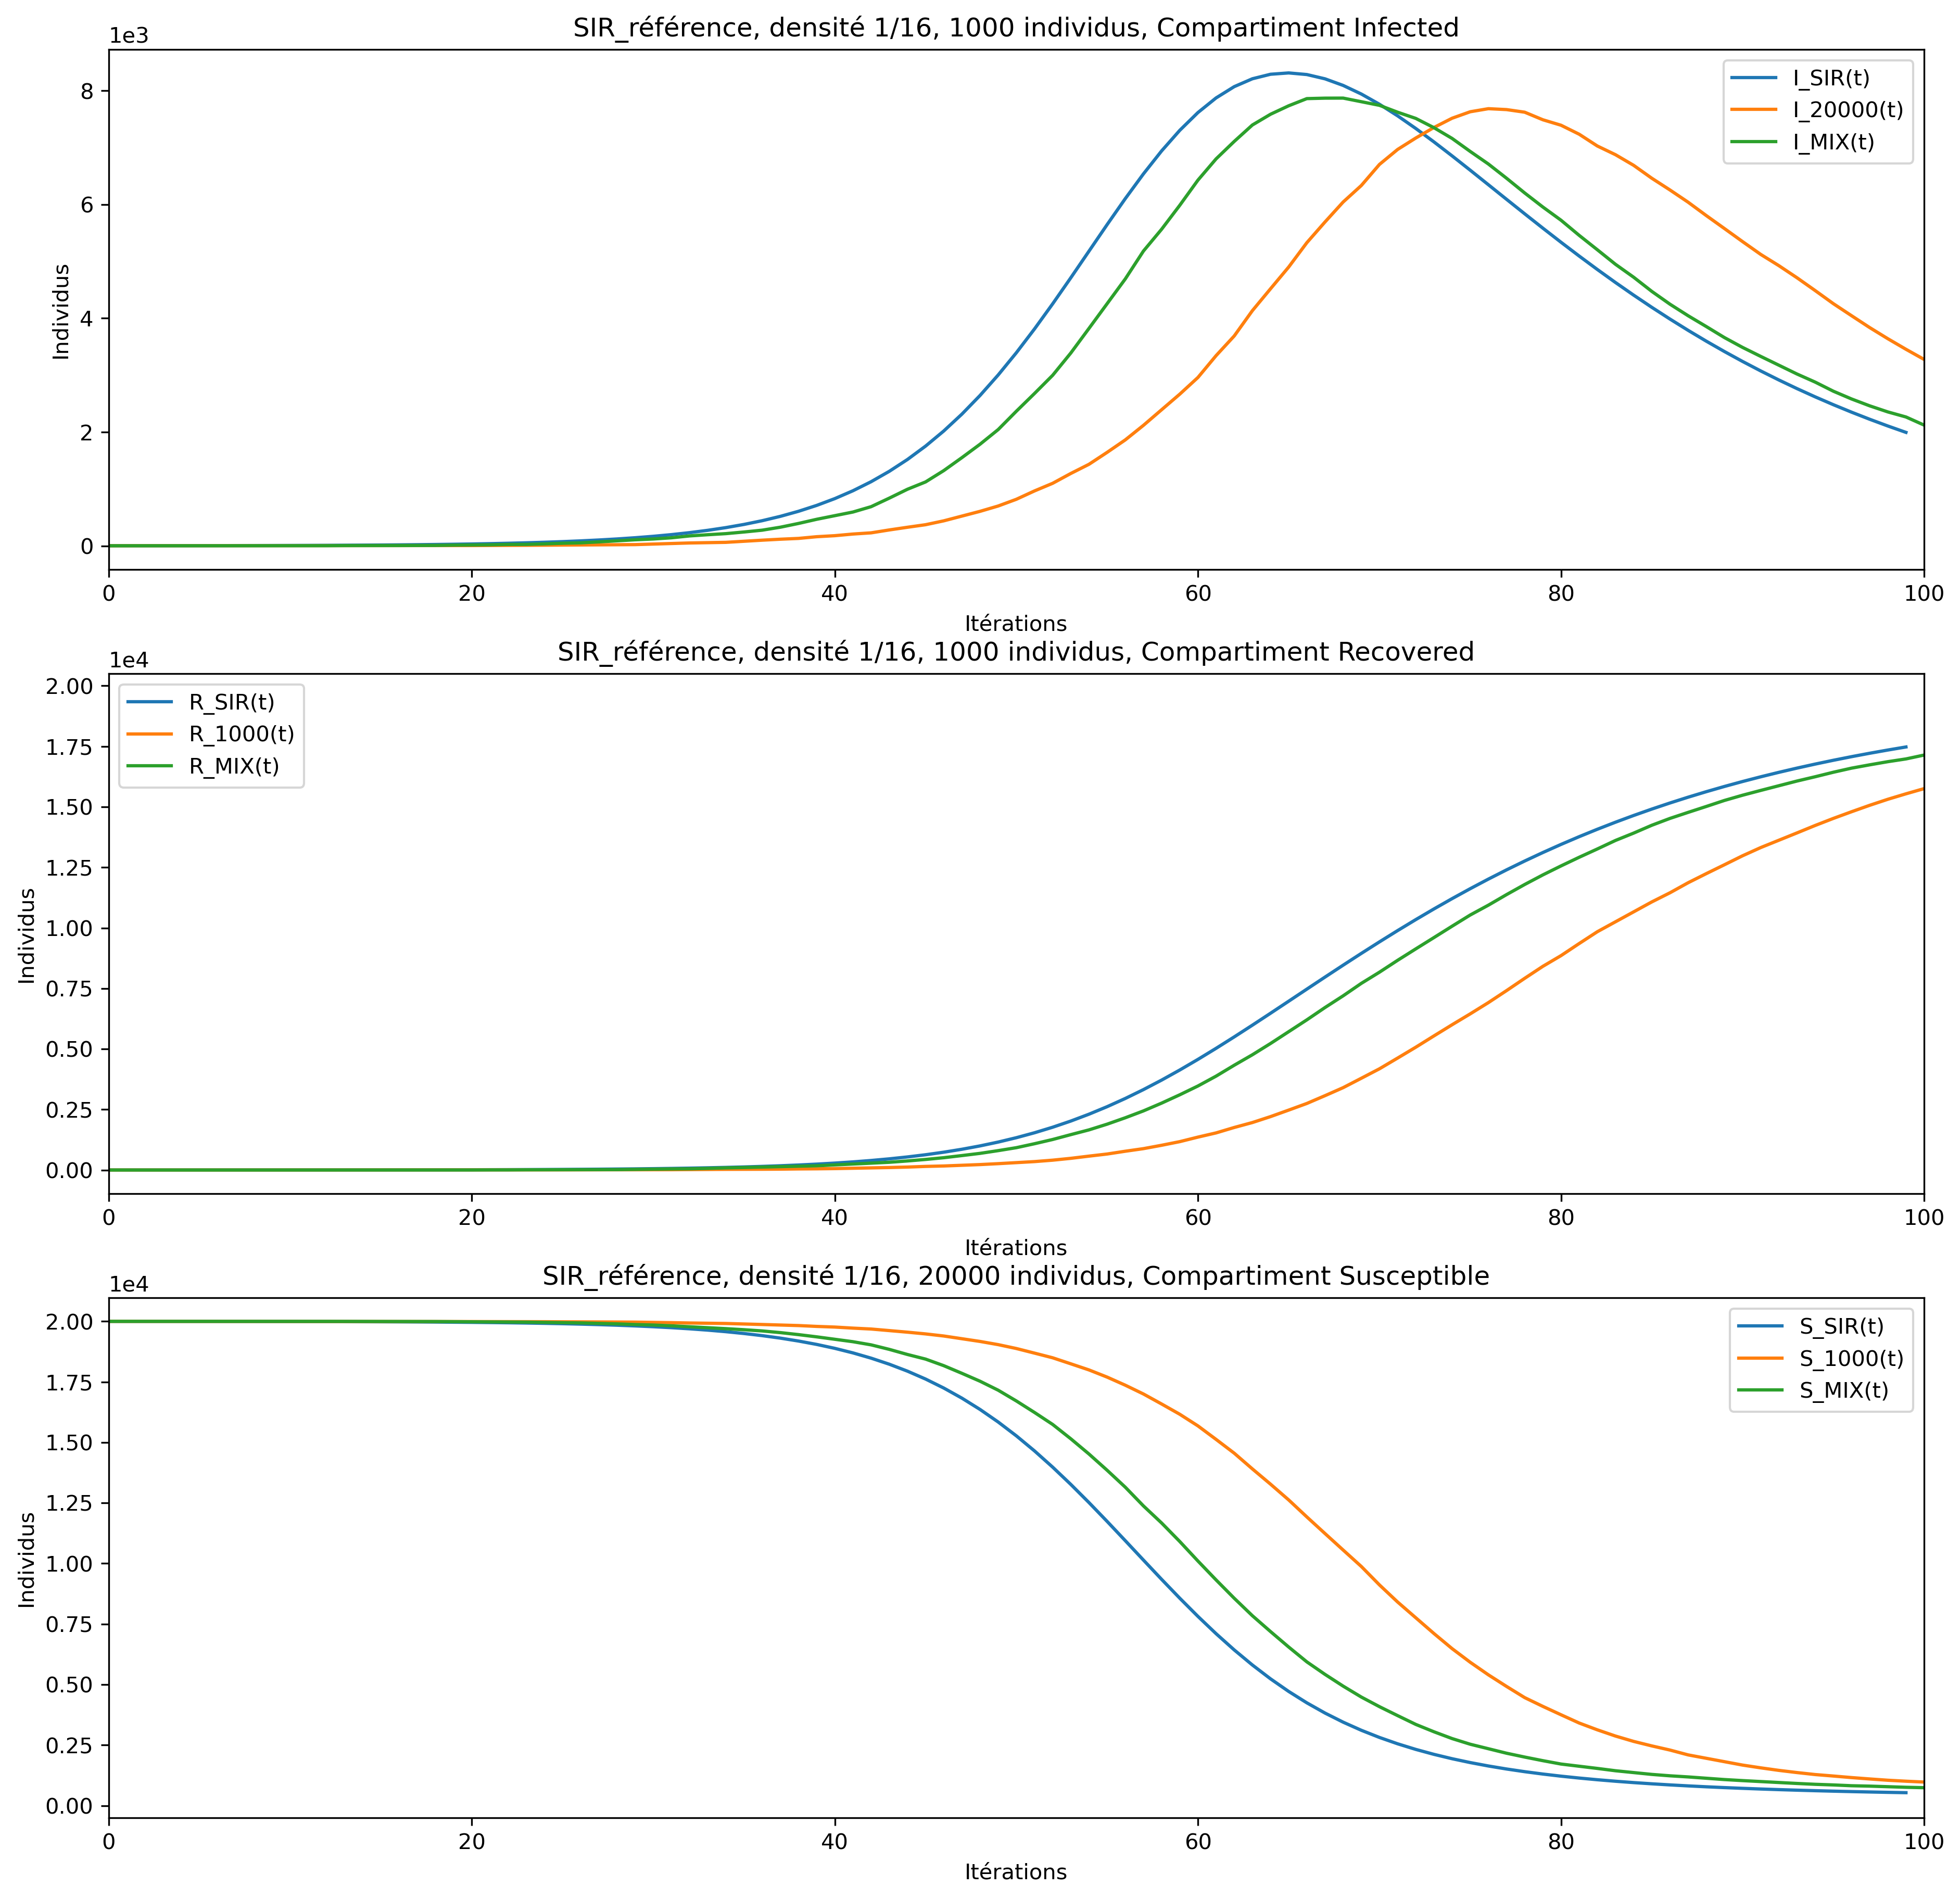 SIR_référence, densité 1/16, 1000 individus, Compartiment Infected
1e3
8
6
4
2
0
Individus
I_SIR(t)
I_20000(t)
I_MIX(t)
0 20 40 60 80 100
Itérations
SIR_référence, densité 1/16, 1000 individus, Compartiment Recovered
1e4
2.00
1.75
1.50
1.25
1.00
0.75
0.50
0.25
0.00
Individus
R_SIR(t)
R_1000(t)
R_MIX(t)
0 20 40 60 80 100
Itérations
SIR_référence, densité 1/16, 20000 individus, Compartiment Susceptible
1e4
2.00
1.75
1.50
1.25
1.00
0.75
0.50
0.25
0.00
Individus
S_SIR(t)
S_1000(t)
S_MIX(t)
0 20 40 60 80 100
Itérations